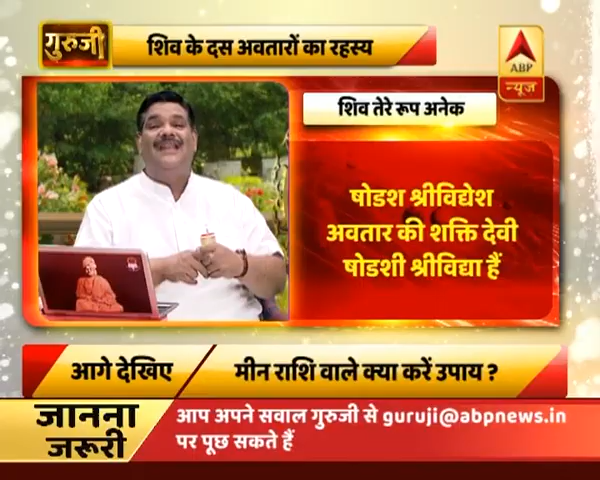 गुरुजी
शिव के दस अवतारों का रहस्य
ABP
न्यूज़
शिव तेरे रूप अनेक
षोडश श्रीविद्येश
अवतार की शक्ति देवी
षोडशी श्रीविद्या हैं
आगे देखिए
मीन राशि वाले क्या करें उपाय ?
जानना
जरूरी
आप अपने सवाल गुरुजी से guruji@abpnews.in
पर पूछ सकते हैं